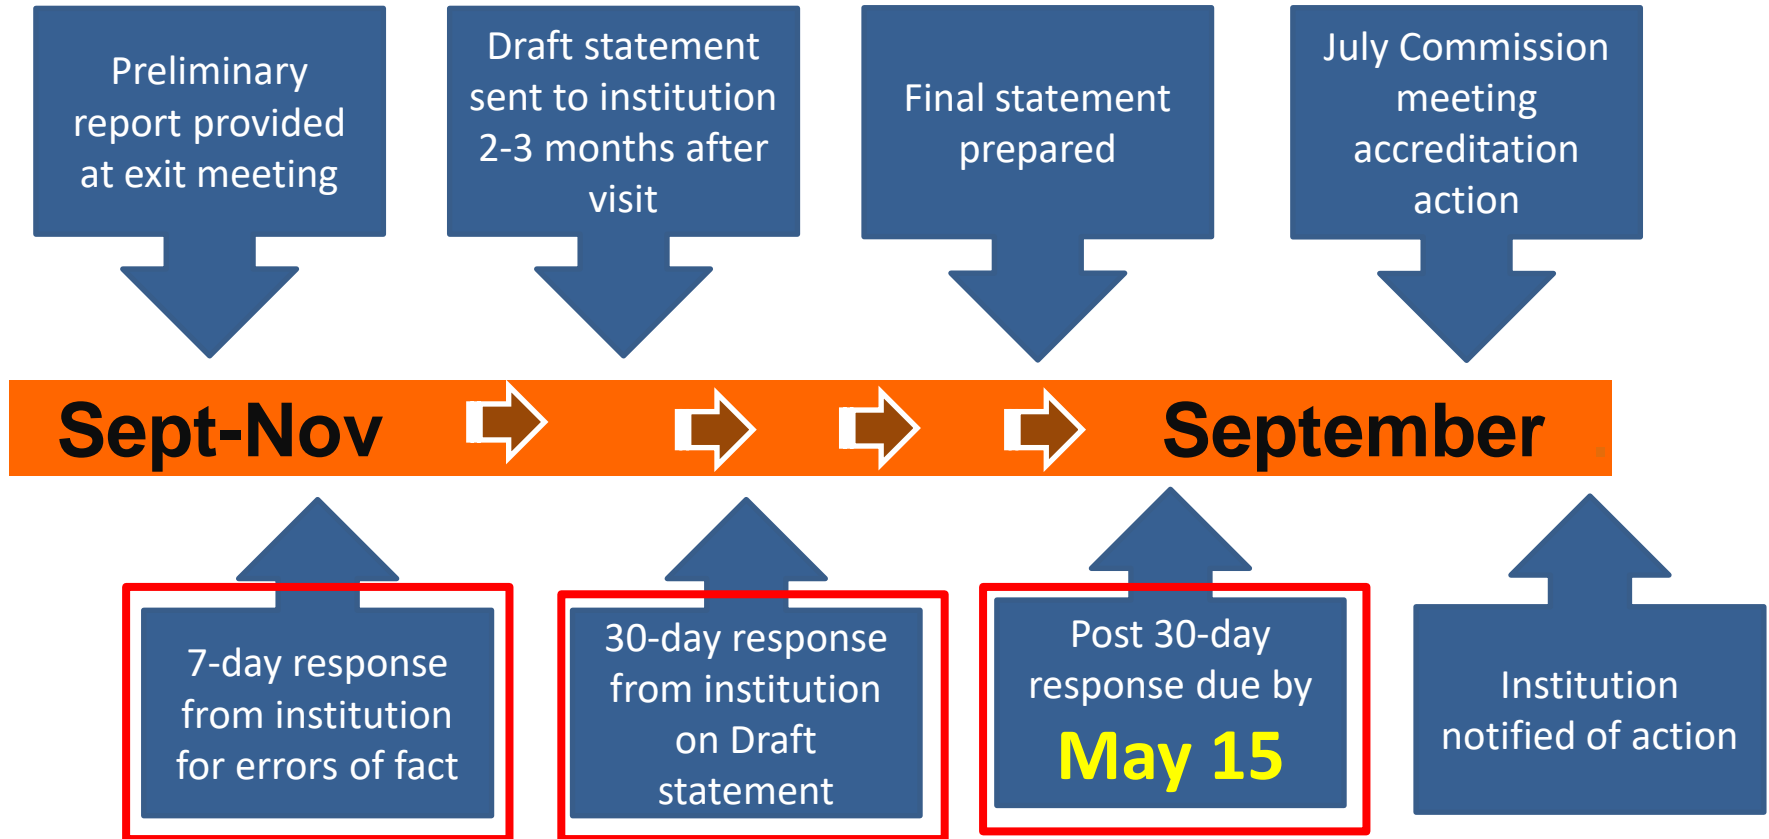 Preliminary
report provided
at exit meeting
Draft statement
sent to institution
2-3 months after
visit
Final statement
prepared
July Commission
meeting
accreditation
action
Sept-Nov
September
7-day response
from institution
for errors of fact
30-day response
from institution
on Draft
statement
Post 30-day
response due by
May 15
Institution
notified of action